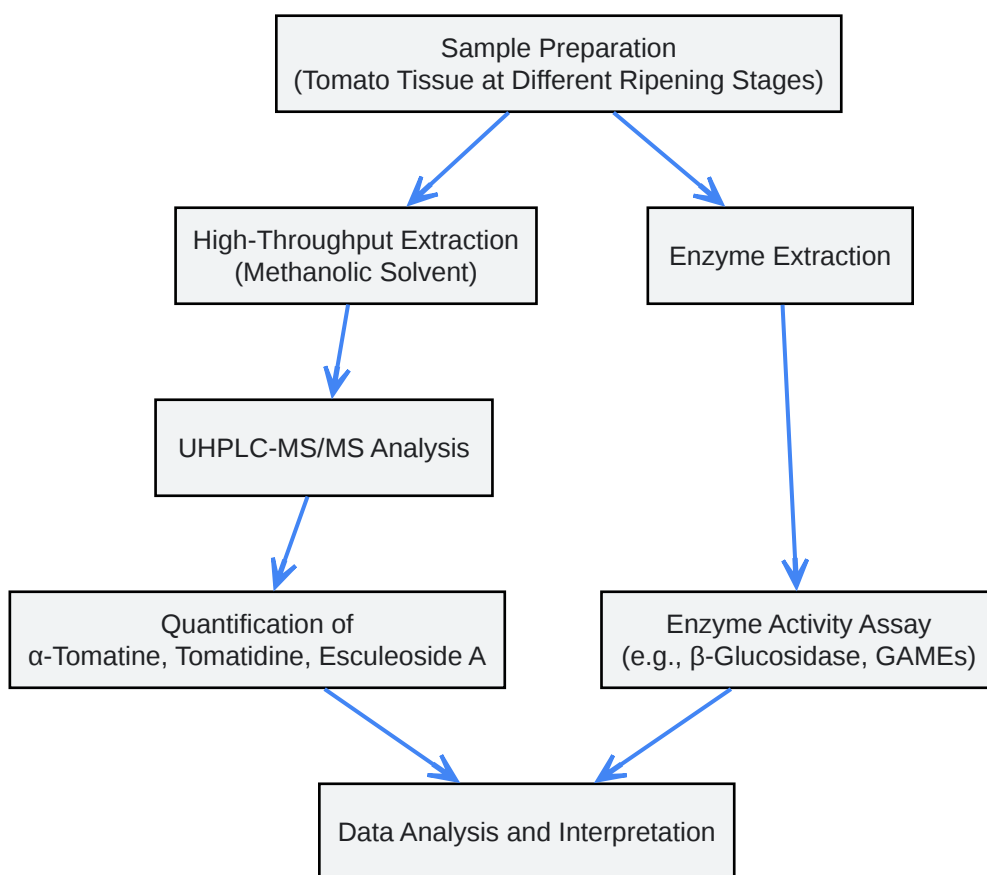 Sample Preparation
(Tomato Tissue at Different Ripening Stages)
High-Throughput Extraction
(Methanolic Solvent)
Enzyme Extraction
UHPLC-MS/MS Analysis
Quantification of
α-Tomatine, Tomatidine, Esculeoside A
Enzyme Activity Assay
(e.g., β-Glucosidase, GAMEs)
Data Analysis and Interpretation